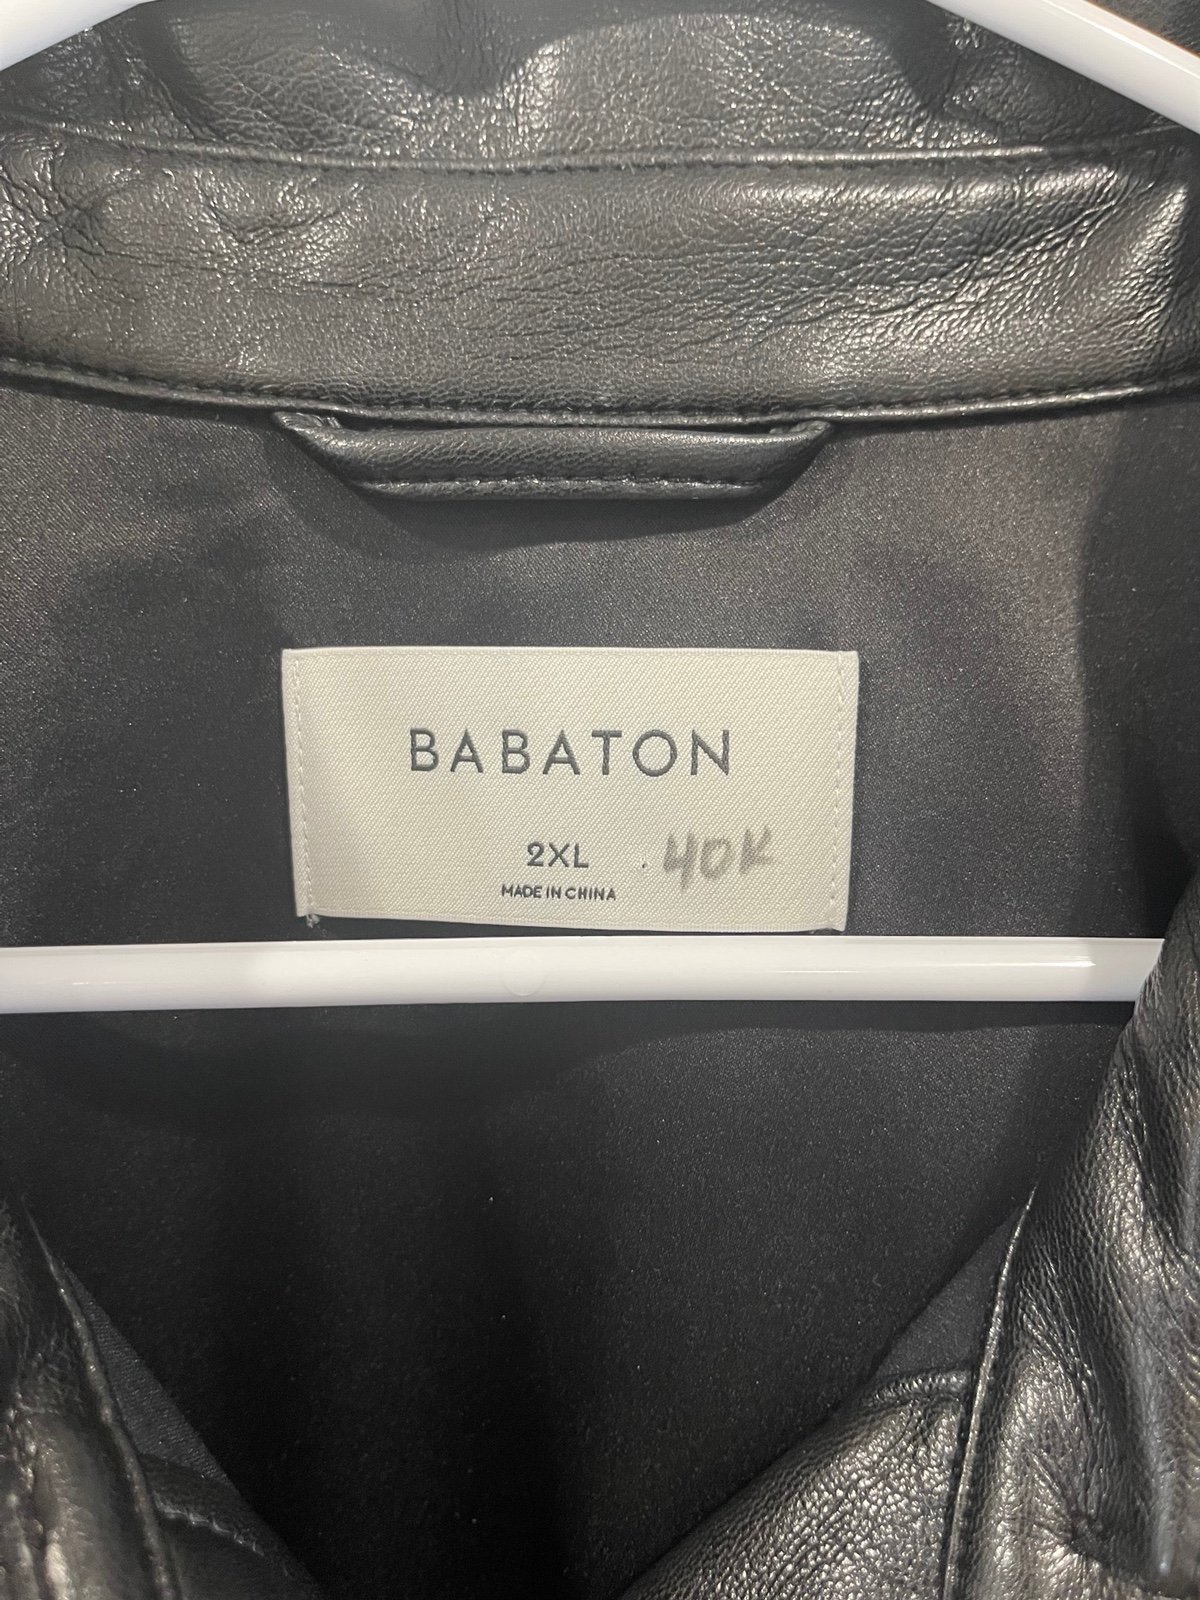 BABATON
2XL . 40K
MADE IN CHINA